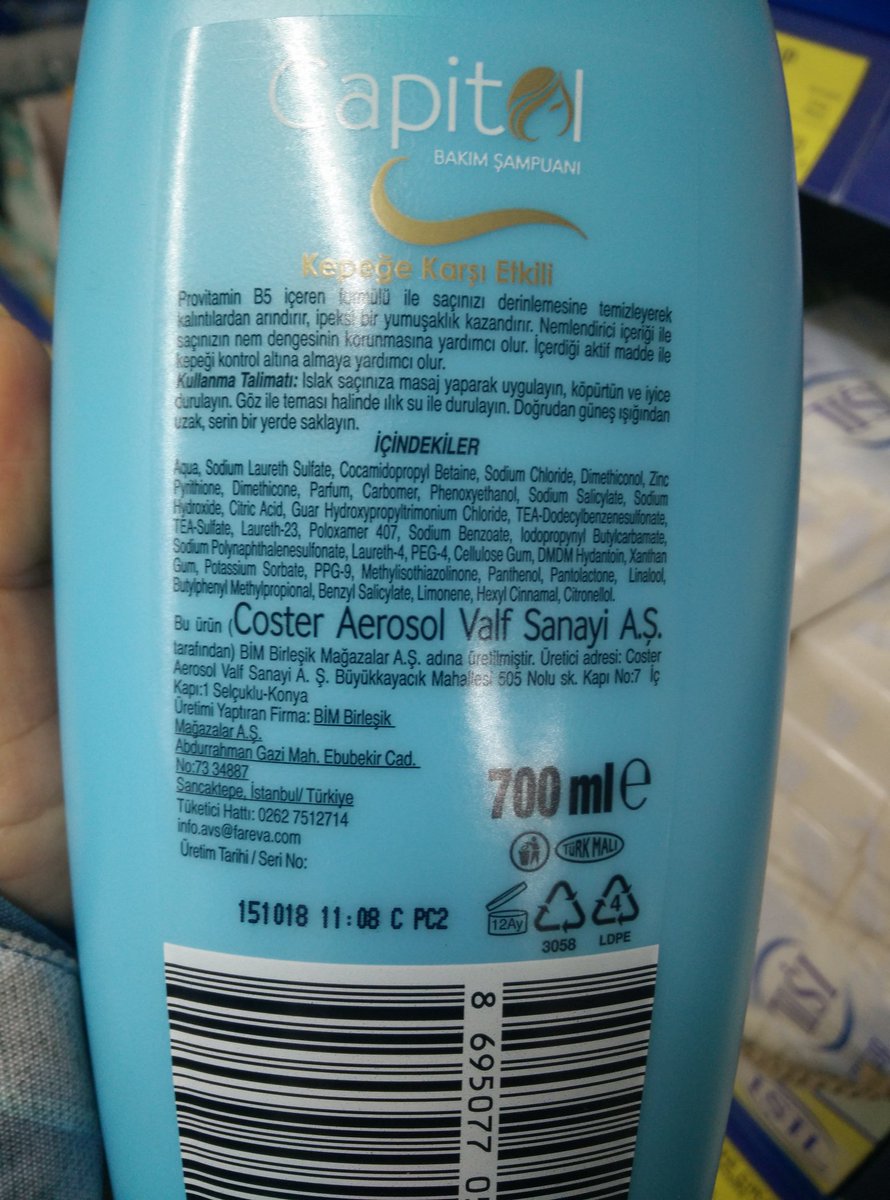 Capitol
BAKIM ŞAMPUANI
Kepeğe Karşı Etkili
Provitamin B5 içeren formülü ile saçınızı derinlemesine temizleyerek
kalıntılardan arındırır, ipeksi bir yumuşaklık kazandırır. Nemlendirici içeriği ile
saçınızın nem dengesinin korunmasına yardımcı olur. İçerdiği aktif madde ile
kepeği kontrol altına almaya yardımcı olur.
Kullanma Talimatı: Islak saçınıza masaj yaparak uygulayın, köpürtün ve iyice
durulayın. Göz ile teması halinde ılık su ile durulayın. Doğrudan güneş ışığından
uzak, serin bir yerde saklayın.
İÇİNDEKİLER
Aqua, Sodium Laureth Sulfate, Cocamidopropyl Betaine, Sodium Chloride, Dimethiconol, Zinc
Pyrithione, Dimethicone, Parfum, Carbomer, Phenoxyethanol, Sodium Salicylate, Sodium
Hydroxide, Citric Acid, Guar Hydroxypropyltrimonium Chloride, TEA-Dodecylbenzenesulfonate,
TEA-Sulfate, Laureth-23, Poloxamer 407, Sodium Benzoate, Iodopropynyl Butylcarbamate,
Sodium Polynaphthalenesulfonate, Laureth-4, PEG-4, Cellulose Gum, DMDM Hydantoin, Xanthan
Gum, Potassium Sorbate, PPG-9, Methylisothiazolinone, Panthenol, Pantolactone, Linalool,
Butylphenyl Methylpropional, Benzyl Salicylate, Limonene, Hexyl Cinnamal, Citronellol.
Bu ürün (Coster Aerosol Valf Sanayi A.Ş.
tarafından) BİM Birleşik Mağazalar A.Ş. adına üretilmiştir. Üretici adresi: Coster
Aerosol Valf Sanayi A. Ş. Büyükkayacık Mahallesi 505 Nolu sk. Kapı No:7 İç
Kapı:1 Selçuklu-Konya
Üretimi Yaptıran Firma: BİM Birleşik
Mağazalar A.Ş.
Abdurrahman Gazi Mah. Ebubekir Cad.
No:73 34887
Sancaktepe, İstanbul/ Türkiye
Tüketici Hattı: 0262 7512714
info.avs@fareva.com
Üretim Tarihi / Seri No:
700 ml e
TÜRK MALI
151018 11:08 C PC2
12Ay
3058
4
LDPE
8 695077 0